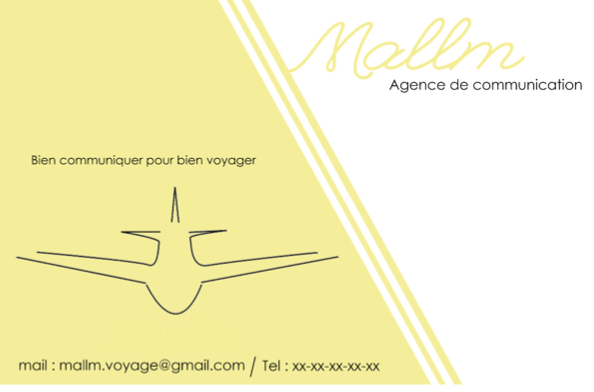 Mallm
Agence de communication
Bien communiquer pour bien voyager
mail : mallm.voyage@gmail.com / Tel : xx-xx-xx-xx-xx